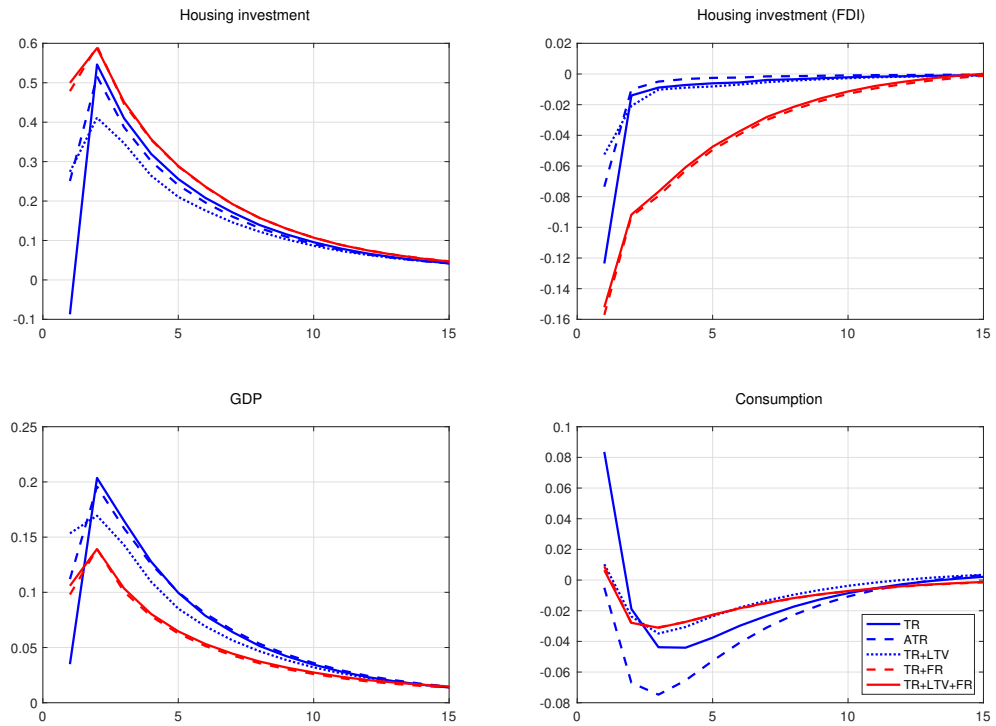 Housing investment
0.6
0.5
0.4
0.3
0.2
0.1
0
-0.1
0 5 10 15
Housing investment (FDI)
0.02
0
-0.02
-0.04
-0.06
-0.08
-0.1
-0.12
-0.14
-0.16
0 5 10 15
GDP
0.25
0.2
0.15
0.1
0.05
0
0 5 10 15
Consumption
0.1
0.08
0.06
0.04
0.02
0
-0.02
-0.04
-0.06
-0.08
0 5 10 15
TR
ATR
TR+LTV
TR+FR
TR+LTV+FR